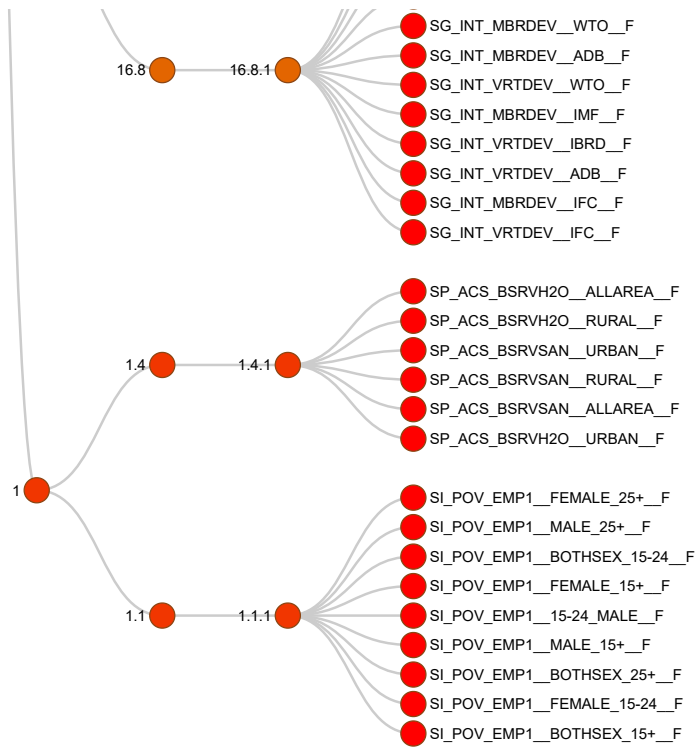 SG_INT_MBRDEV__WTO__F
SG_INT_MBRDEV__ADB__F
16.8
16.8.1
SG_INT_VRTDEV__WTO__F
SG_INT_MBRDEV__IMF__F
SG_INT_VRTDEV__IBRD__F
SG_INT_VRTDEV__ADB__F
SG_INT_MBRDEV__IFC__F
SG_INT_VRTDEV__IFC__F
SP_ACS_BSRVH2O__ALLAREA__F
SP_ACS_BSRVH2O__RURAL__F
SP_ACS_BSRVSAN__URBAN__F
1.4
1.4.1
SP_ACS_BSRVSAN__RURAL__F
SP_ACS_BSRVSAN__ALLAREA__F
SP_ACS_BSRVH2O__URBAN__F
1
SI_POV_EMP1__FEMALE_25+__F
SI_POV_EMP1__MALE_25+__F
SI_POV_EMP1__BOTHSEX_15-24__F
SI_POV_EMP1__FEMALE_15+__F
1.1
1.1.1
SI_POV_EMP1__15-24_MALE__F
SI_POV_EMP1__MALE_15+__F
SI_POV_EMP1__BOTHSEX_25+__F
SI_POV_EMP1__FEMALE_15-24__F
SI_POV_EMP1__BOTHSEX_15+__F